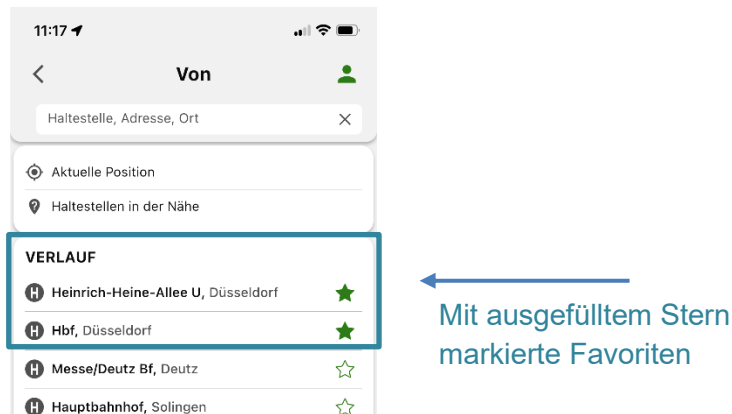 11:17
Von
Haltestelle, Adresse, Ort
Aktuelle Position
Haltestellen in der Nähe
VERLAUF
H Heinrich-Heine-Allee U, Düsseldorf
H Hbf, Düsseldorf
H Messe/Deutz Bf, Deutz
H Hauptbahnhof, Solingen
Mit ausgefülltem Stern
markierte Favoriten